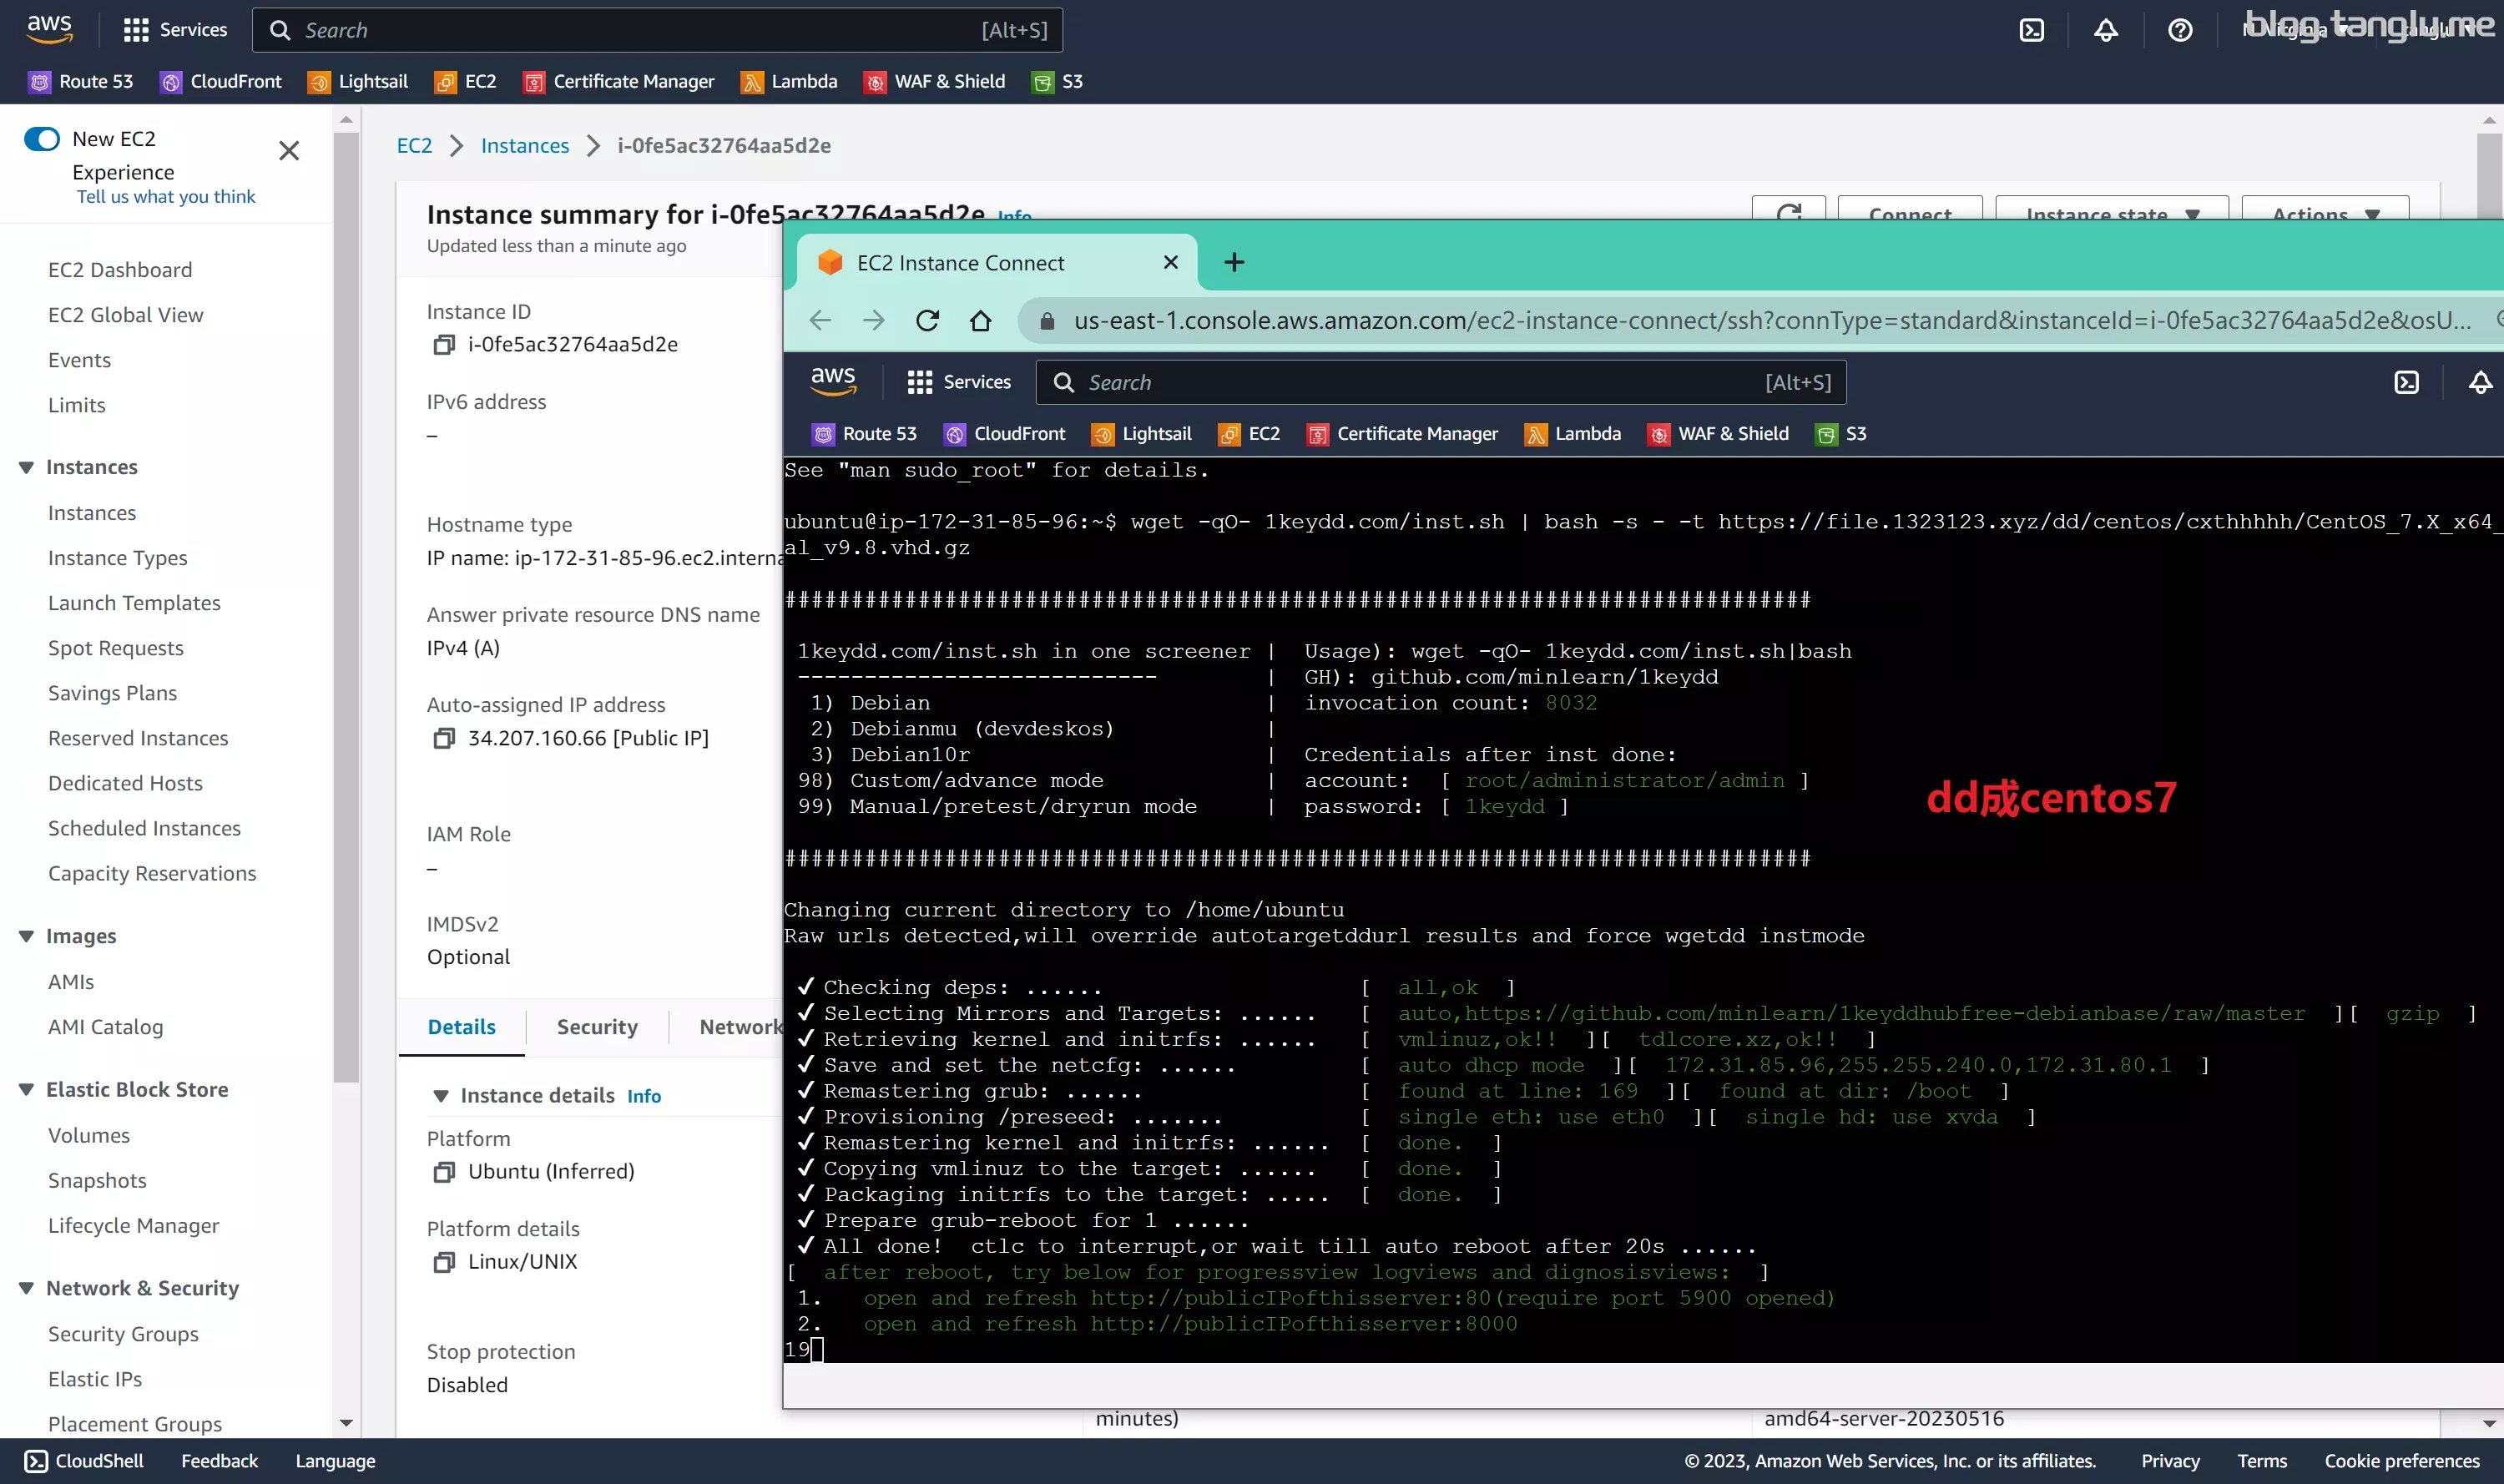 aws
Services
Search
[Alt+S]
blog.tanglu.me
Route 53
CloudFront
Lightsail
EC2
Certificate Manager
Lambda
WAF & Shield
S3
New EC2
Experience
Tell us what you think
EC2 Dashboard
EC2 Global View
Events
Limits
Instances
Instances
Instance Types
Launch Templates
Spot Requests
Savings Plans
Reserved Instances
Dedicated Hosts
Scheduled Instances
Capacity Reservations
Images
AMIs
AMI Catalog
Elastic Block Store
Volumes
Snapshots
Lifecycle Manager
Network & Security
Security Groups
Elastic IPs
Placement Groups
EC2
Instances
i-0fe5ac32764aa5d2e
Instance summary for i-0fe5ac32764aa5d2e Info
Updated less than a minute ago
Connect
Instance state
Actions
Instance ID
i-0fe5ac32764aa5d2e
IPv6 address
–
Hostname type
IP name: ip-172-31-85-96.ec2.interna
Answer private resource DNS name
IPv4 (A)
Auto-assigned IP address
34.207.160.66 [Public IP]
IAM Role
–
IMDSv2
Optional
Details
Security
Network
Instance details Info
Platform
Ubuntu (Inferred)
Platform details
Linux/UNIX
Stop protection
Disabled
EC2 Instance Connect
us-east-1.console.aws.amazon.com/ec2-instance-connect/ssh?connType=standard&instanceId=i-0fe5ac32764aa5d2e&osU...
aws
Services
Search
[Alt+S]
Route 53
CloudFront
Lightsail
EC2
Certificate Manager
Lambda
WAF & Shield
S3
See "man sudo_root" for details.
ubuntu@ip-172-31-85-96:~$ wget -qO- 1keydd.com/inst.sh | bash -s - -t https://file.1323123.xyz/dd/centos/cxthhhhh/CentOS_7.X_x64_
al_v9.8.vhd.gz
#############################################################################
1keydd.com/inst.sh in one screener | Usage): wget -qO- 1keydd.com/inst.sh|bash
--------------------------- | GH): github.com/minlearn/1keydd
1) Debian | invocation count: 8032
2) Debianmu (devdeskos) |
3) Debian10r | Credentials after inst done:
98) Custom/advance mode | account: [ root/administrator/admin ]
99) Manual/pretest/dryrun mode | password: [ 1keydd ]
dd成centos7
#############################################################################
Changing current directory to /home/ubuntu
Raw urls detected,will override autotargetddurl results and force wgetdd instmode
✓ Checking deps: ...... [ all,ok ]
✓ Selecting Mirrors and Targets: ...... [ auto,https://github.com/minlearn/1keyddhubfree-debianbase/raw/master ][ gzip ]
✓ Retrieving kernel and initrfs: ...... [ vmlinuz,ok!! ][ tdlcore.xz,ok!! ]
✓ Save and set the netcfg: ...... [ auto dhcp mode ][ 172.31.85.96,255.255.240.0,172.31.80.1 ]
✓ Remastering grub: ...... [ found at line: 169 ][ found at dir: /boot ]
✓ Provisioning /preseed: ....... [ single eth: use eth0 ][ single hd: use xvda ]
✓ Remastering kernel and initrfs: ...... [ done. ]
✓ Copying vmlinuz to the target: ...... [ done. ]
✓ Packaging initrfs to the target: ..... [ done. ]
✓ Prepare grub-reboot for 1 ......
✓ All done! ctlc to interrupt,or wait till auto reboot after 20s ......
[ after reboot, try below for progressview logviews and dignosisviews: ]
1. open and refresh http://publicIPofthisserver:80(require port 5900 opened)
2. open and refresh http://publicIPofthisserver:8000
19
minutes)
amd64-server-20230516
CloudShell
Feedback
Language
© 2023, Amazon Web Services, Inc. or its affiliates.
Privacy
Terms
Cookie preferences